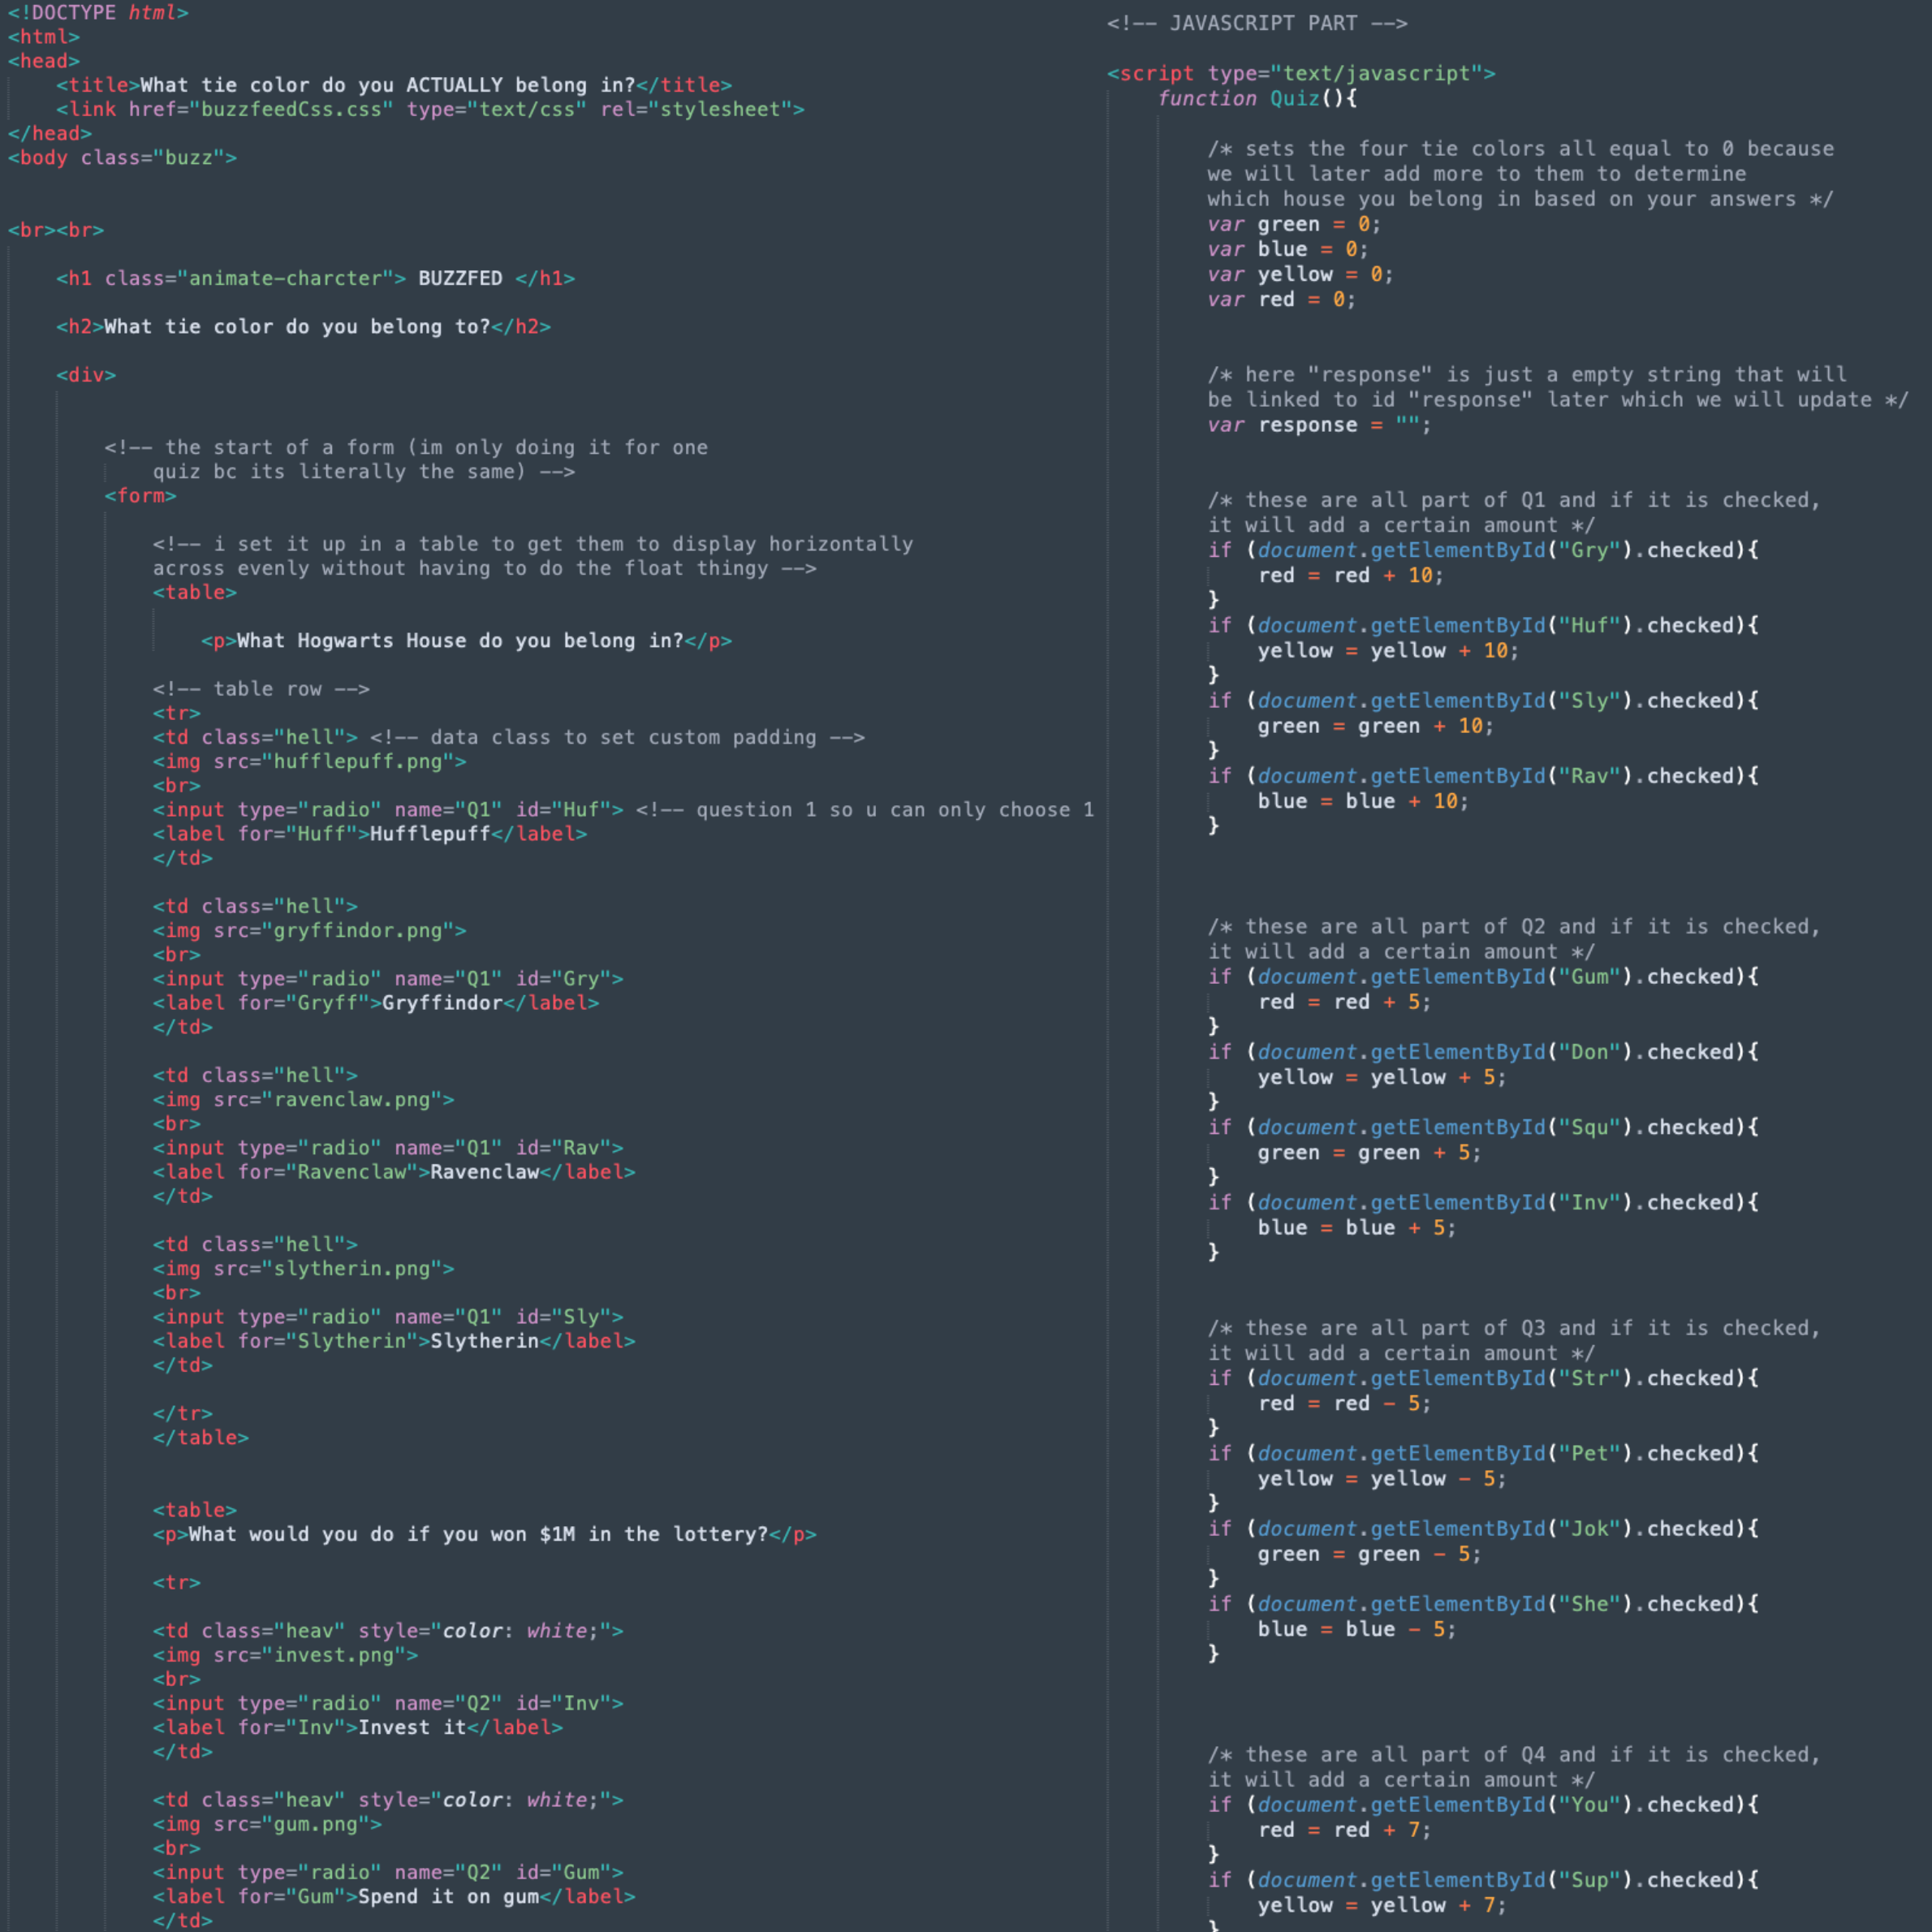 <!DOCTYPE html>
<html>
<head>
<title>What tie color do you ACTUALLY belong in?</title>
<link href="buzzfeedCss.css" type="text/css" rel="stylesheet">
</head>
<body class="buzz">
<br><br>
<h1 class="animate-charcter"> BUZZFED </h1>
<h2>What tie color do you belong to?</h2>
<div>
<!-- the start of a form (im only doing it for one
quiz bc its literally the same) -->
<form>
<!-- i set it up in a table to get them to display horizontally
across evenly without having to do the float thingy -->
<table>
<p>What Hogwarts House do you belong in?</p>
<!-- table row -->
<tr>
<td class="hell"> <!-- data class to set custom padding -->
<img src="hufflepuff.png">
<br>
<input type="radio" name="Q1" id="Huf"> <!-- question 1 so u can only choose 1
<label for="Huff">Hufflepuff</label>
</td>
<td class="hell">
<img src="gryffindor.png">
<br>
<input type="radio" name="Q1" id="Gry">
<label for="Gryff">Gryffindor</label>
</td>
<td class="hell">
<img src="ravenclaw.png">
<br>
<input type="radio" name="Q1" id="Rav">
<label for="Ravenclaw">Ravenclaw</label>
</td>
<td class="hell">
<img src="slytherin.png">
<br>
<input type="radio" name="Q1" id="Sly">
<label for="Slytherin">Slytherin</label>
</td>
</tr>
</table>
<table>
<p>What would you do if you won $1M in the lottery?</p>
<tr>
<td class="heav" style="color: white;">
<img src="invest.png">
<br>
<input type="radio" name="Q2" id="Inv">
<label for="Inv">Invest it</label>
</td>
<td class="heav" style="color: white;">
<img src="gum.png">
<br>
<input type="radio" name="Q2" id="Gum">
<label for="Gum">Spend it on gum</label>
</td>
<!-- JAVASCRIPT PART -->
<script type="text/javascript">
function Quiz(){
/* sets the four tie colors all equal to 0 because
we will later add more to them to determine
which house you belong in based on your answers */
var green = 0;
var blue = 0;
var yellow = 0;
var red = 0;
/* here "response" is just a empty string that will
be linked to id "response" later which we will update */
var response = "";
/* these are all part of Q1 and if it is checked,
it will add a certain amount */
if (document.getElementById("Gry").checked){
red = red + 10;
}
if (document.getElementById("Huf").checked){
yellow = yellow + 10;
}
if (document.getElementById("Sly").checked){
green = green + 10;
}
if (document.getElementById("Rav").checked){
blue = blue + 10;
}
/* these are all part of Q2 and if it is checked,
it will add a certain amount */
if (document.getElementById("Gum").checked){
red = red + 5;
}
if (document.getElementById("Don").checked){
yellow = yellow + 5;
}
if (document.getElementById("Squ").checked){
green = green + 5;
}
if (document.getElementById("Inv").checked){
blue = blue + 5;
}
/* these are all part of Q3 and if it is checked,
it will add a certain amount */
if (document.getElementById("Str").checked){
red = red - 5;
}
if (document.getElementById("Pet").checked){
yellow = yellow - 5;
}
if (document.getElementById("Jok").checked){
green = green - 5;
}
if (document.getElementById("She").checked){
blue = blue - 5;
}
/* these are all part of Q4 and if it is checked,
it will add a certain amount */
if (document.getElementById("You").checked){
red = red + 7;
}
if (document.getElementById("Sup").checked){
yellow = yellow + 7;
}